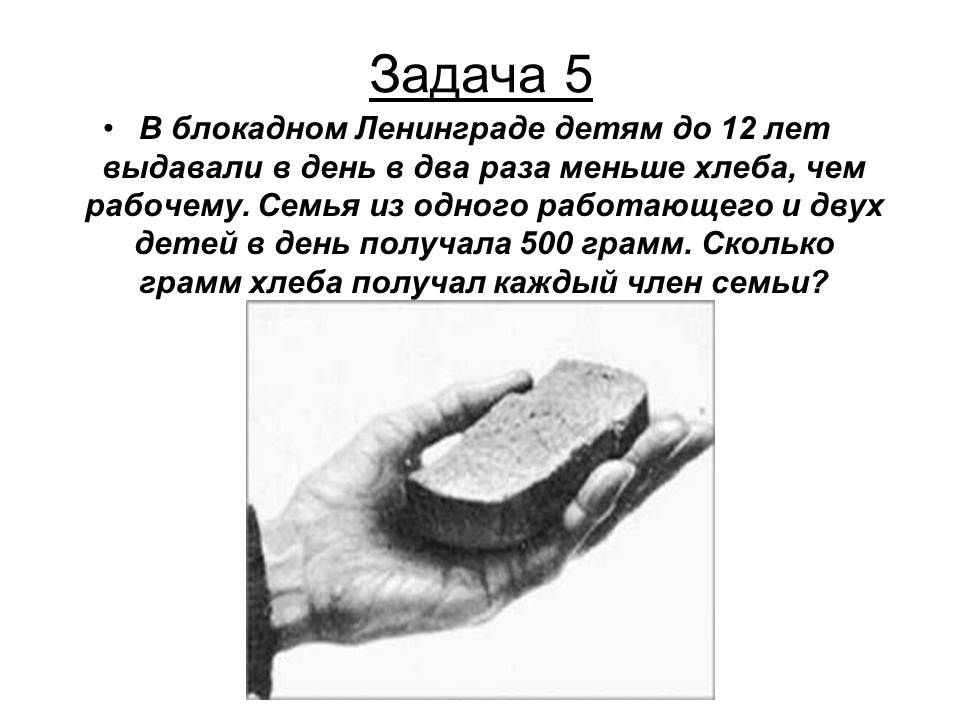 Задача 5
• В блокадном Ленинграде детям до 12 лет
выдавали в день в два раза меньше хлеба, чем
рабочему. Семья из одного работающего и двух
детей в день получала 500 грамм. Сколько
грамм хлеба получал каждый член семьи?